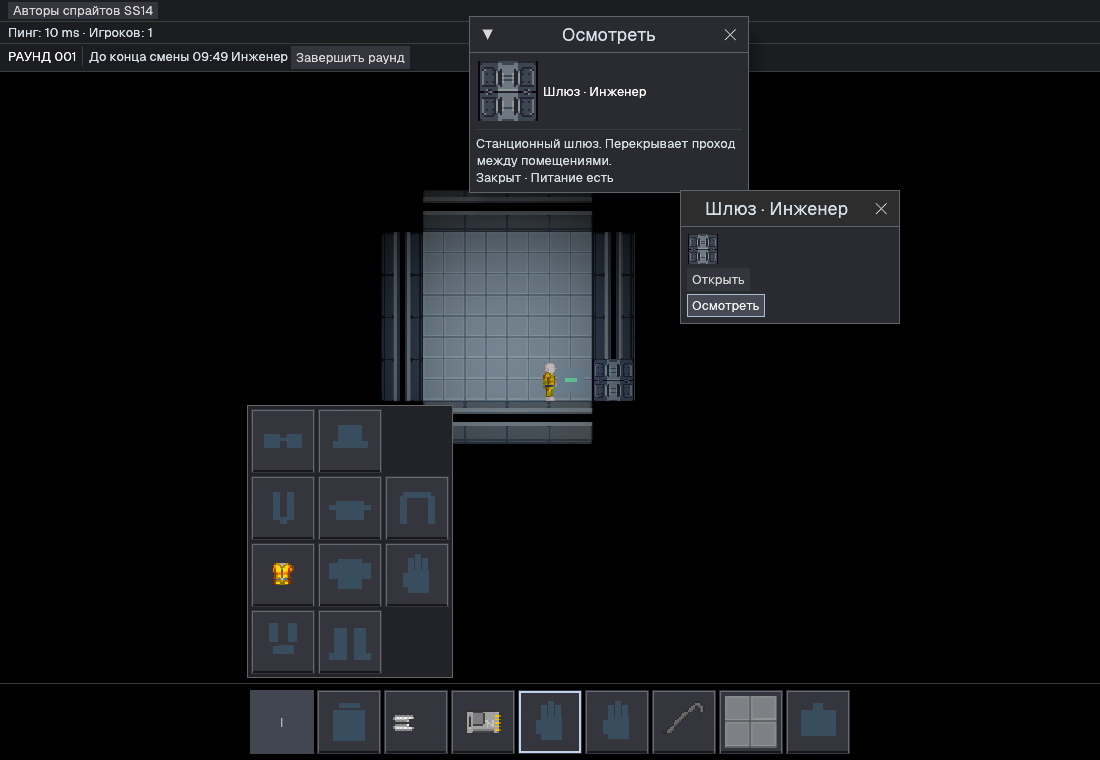 Авторы спрайтов SS14
Пинг: 10 ms · Игроков: 1
РАУНД 001 До конца смены 09:49 Инженер Завершить раунд
Осмотреть
Шлюз · Инженер
Станционный шлюз. Перекрывает проход
между помещениями.
Закрыт · Питание есть
Шлюз · Инженер
Открыть
Осмотреть
I